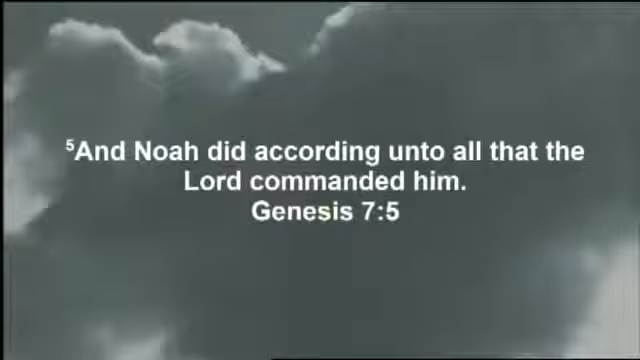 ⁵And Noah did according unto all that the
Lord commanded him.
Genesis 7:5